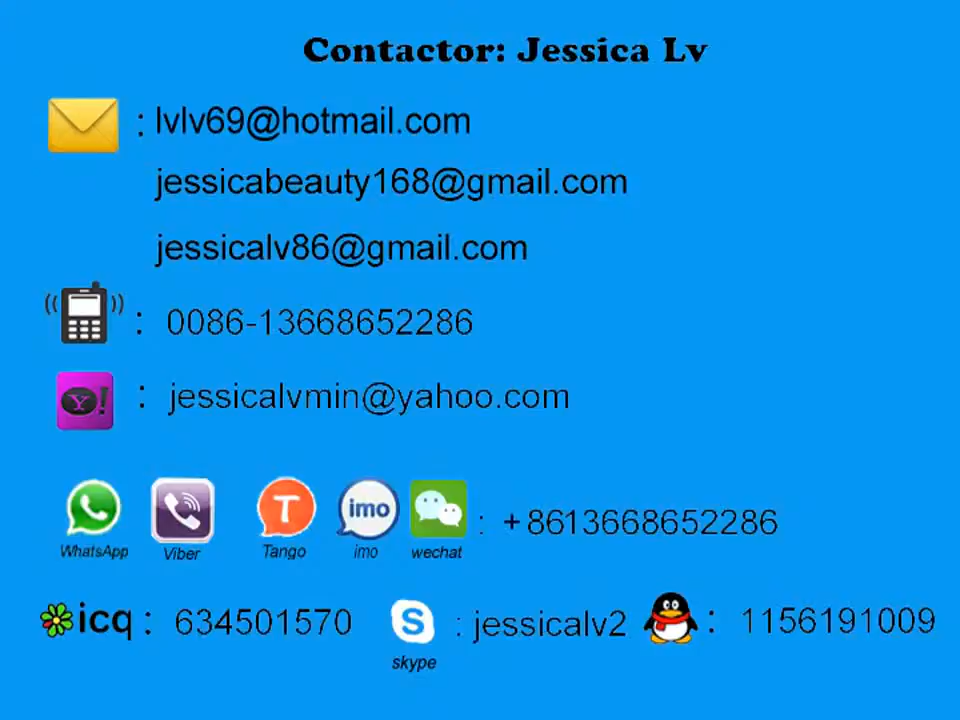 Contactor: Jessica Lv
: lvlv69@hotmail.com
jessicabeauty168@gmail.com
jessicalv86@gmail.com
: 0086-13668652286
Y! : jessicalvmin@yahoo.com
T imo : +8613668652286
WhatsApp Viber Tango imo wechat
icq : 634501570 S : jessicalv2 : 1156191009
skype